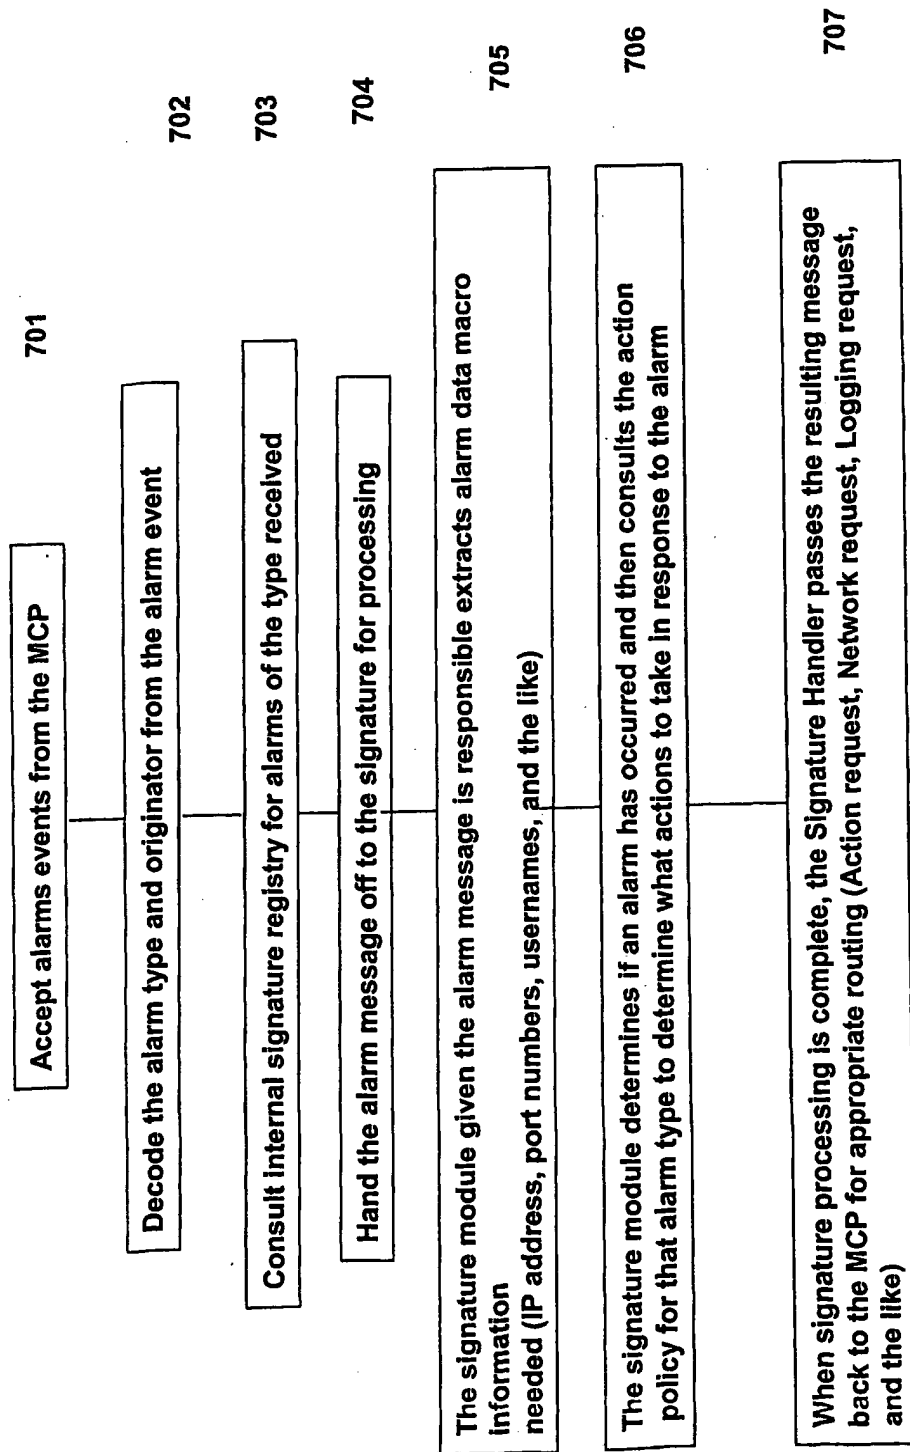 701
Accept alarms events from the MCP
702
Decode the alarm type and originator from the alarm event
703
Consult internal signature registry for alarms of the type received
704
Hand the alarm message off to the signature for processing
705
The signature module given the alarm message is responsible extracts alarm data macro
information
needed (IP address, port numbers, usernames, and the like)
706
The signature module determines if an alarm has occurred and then consults the action
policy for that alarm type to determine what actions to take in response to the alarm
707
When signature processing is complete, the Signature Handler passes the resulting message
back to the MCP for appropriate routing (Action request, Network request, Logging request,
and the like)